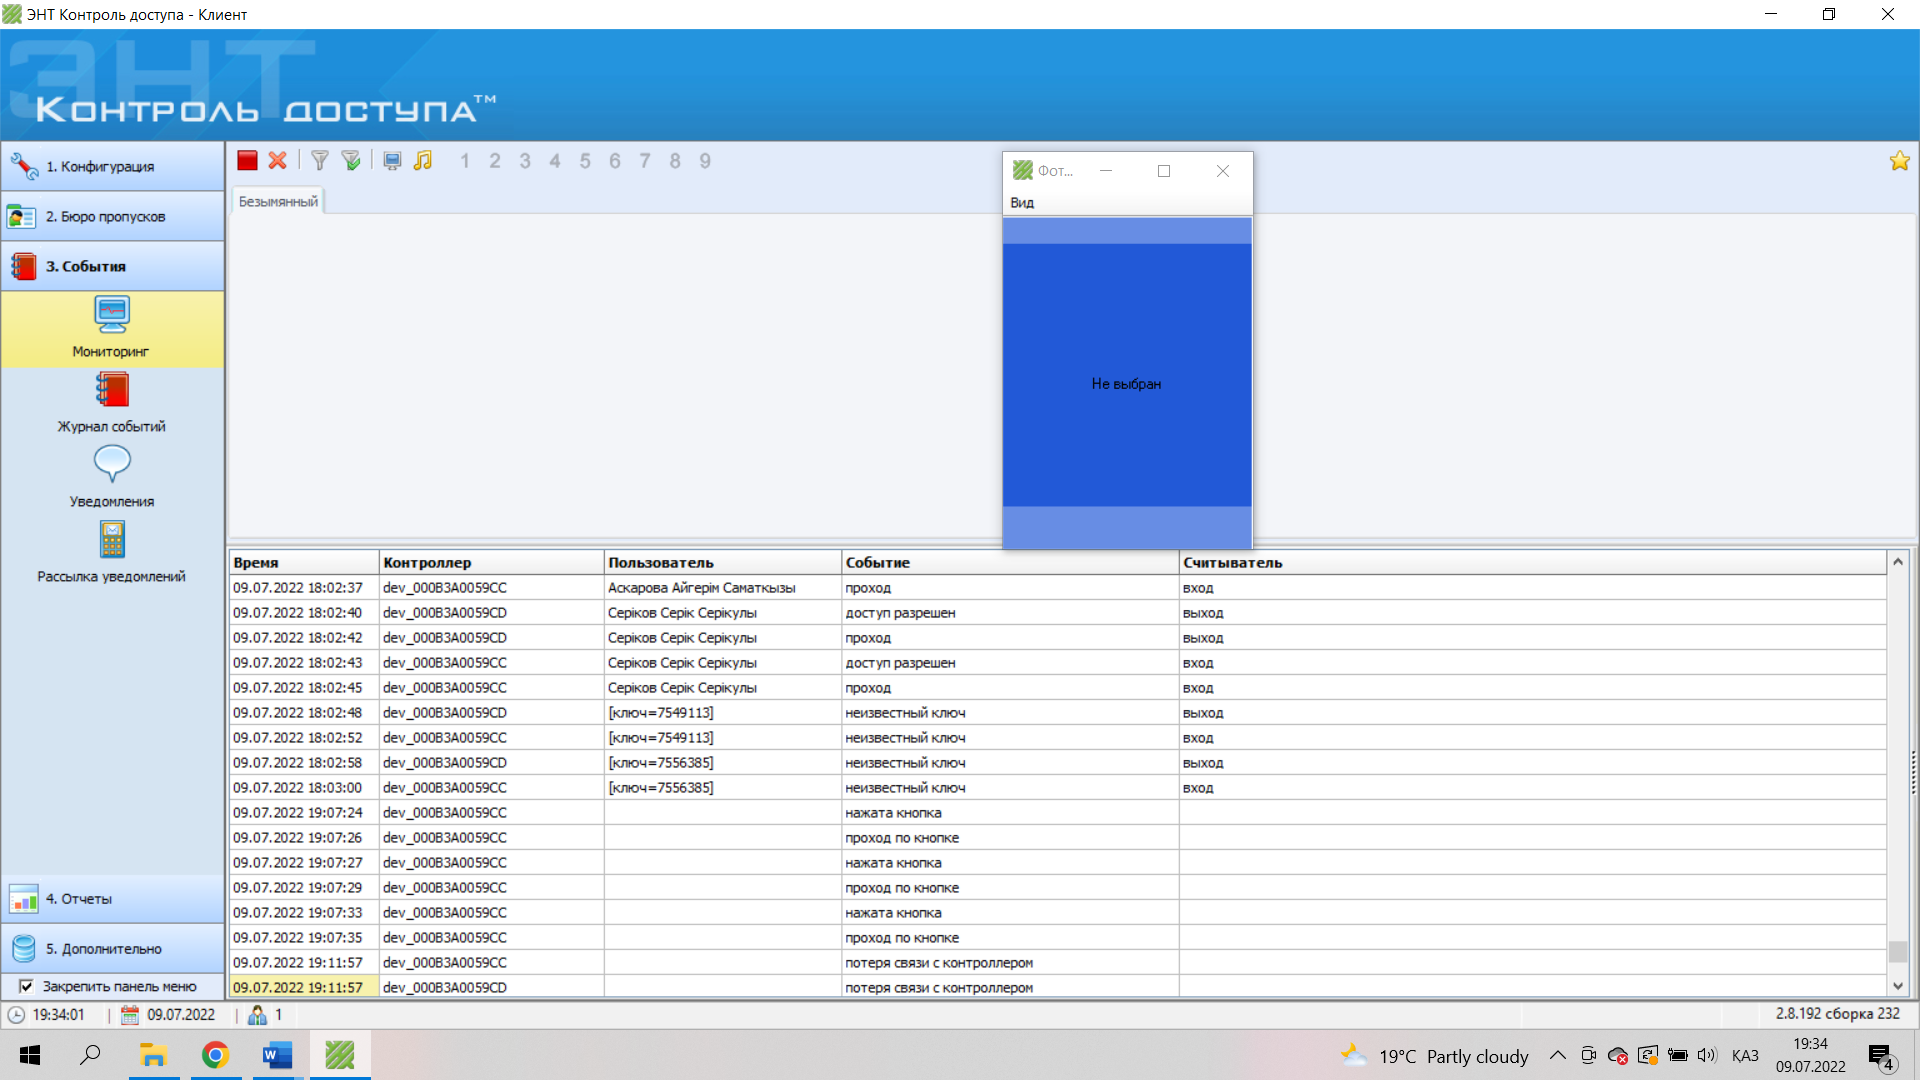 ЭНТ Контроль доступа - Клиент
ЭНТ
Контроль доступа™
1. Конфигурация
2. Бюро пропусков
3. События
Мониторинг
Журнал событий
Уведомления
Рассылка уведомлений
4. Отчеты
5. Дополнительно
Закрепить панель меню
1 2 3 4 5 6 7 8 9
Безымянный
Фот...
Вид
Не выбран
Время Контроллер Пользователь Событие Считыватель
09.07.2022 18:02:37 dev_000B3A0059CC Аскарова Айгерім Саматкызы проход вход
09.07.2022 18:02:40 dev_000B3A0059CD Серіков Серік Серікулы доступ разрешен выход
09.07.2022 18:02:42 dev_000B3A0059CD Серіков Серік Серікулы проход выход
09.07.2022 18:02:43 dev_000B3A0059CC Серіков Серік Серікулы доступ разрешен вход
09.07.2022 18:02:45 dev_000B3A0059CC Серіков Серік Серікулы проход вход
09.07.2022 18:02:48 dev_000B3A0059CD [ключ=7549113] неизвестный ключ выход
09.07.2022 18:02:52 dev_000B3A0059CC [ключ=7549113] неизвестный ключ вход
09.07.2022 18:02:58 dev_000B3A0059CD [ключ=7556385] неизвестный ключ выход
09.07.2022 18:03:00 dev_000B3A0059CC [ключ=7556385] неизвестный ключ вход
09.07.2022 19:07:24 dev_000B3A0059CC нажата кнопка
09.07.2022 19:07:26 dev_000B3A0059CC проход по кнопке
09.07.2022 19:07:27 dev_000B3A0059CC нажата кнопка
09.07.2022 19:07:29 dev_000B3A0059CC проход по кнопке
09.07.2022 19:07:33 dev_000B3A0059CC нажата кнопка
09.07.2022 19:07:35 dev_000B3A0059CC проход по кнопке
09.07.2022 19:11:57 dev_000B3A0059CC потеря связи с контроллером
09.07.2022 19:11:57 dev_000B3A0059CD потеря связи с контроллером
19:34:01 09.07.2022 1 2.8.192 сборка 232
19°C Partly cloudy ҚАЗ 19:34
09.07.2022
4